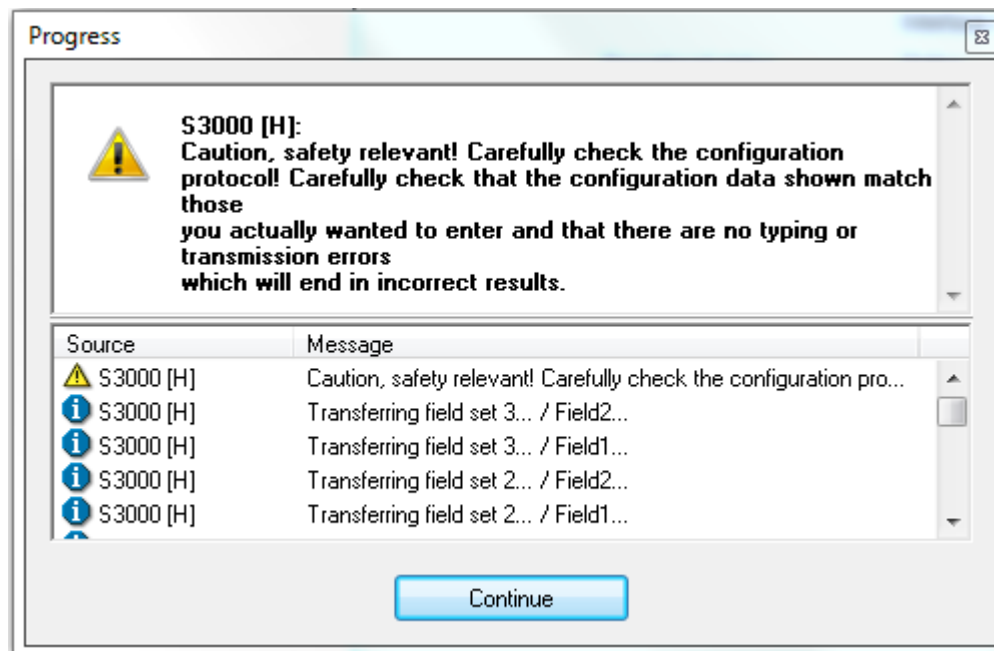 Progress
S3000 [H]:
Caution, safety relevant! Carefully check the configuration
protocol! Carefully check that the configuration data shown match
those
you actually wanted to enter and that there are no typing or
transmission errors
which will end in incorrect results.
Source Message
S3000 [H] Caution, safety relevant! Carefully check the configuration pro...
S3000 [H] Transferring field set 3... / Field2...
S3000 [H] Transferring field set 3... / Field1...
S3000 [H] Transferring field set 2... / Field2...
S3000 [H] Transferring field set 2... / Field1...
Continue